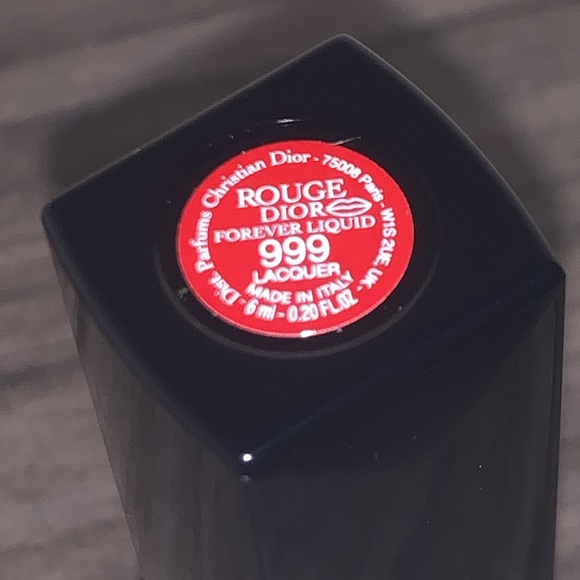 Dist. Parfums Christian Dior - 75008 Paris - W1S 2UE, UK -
ROUGE
DIOR
FOREVER LIQUID
999
LACQUER
MADE IN ITALY
6 ml - 0.20 FL.OZ